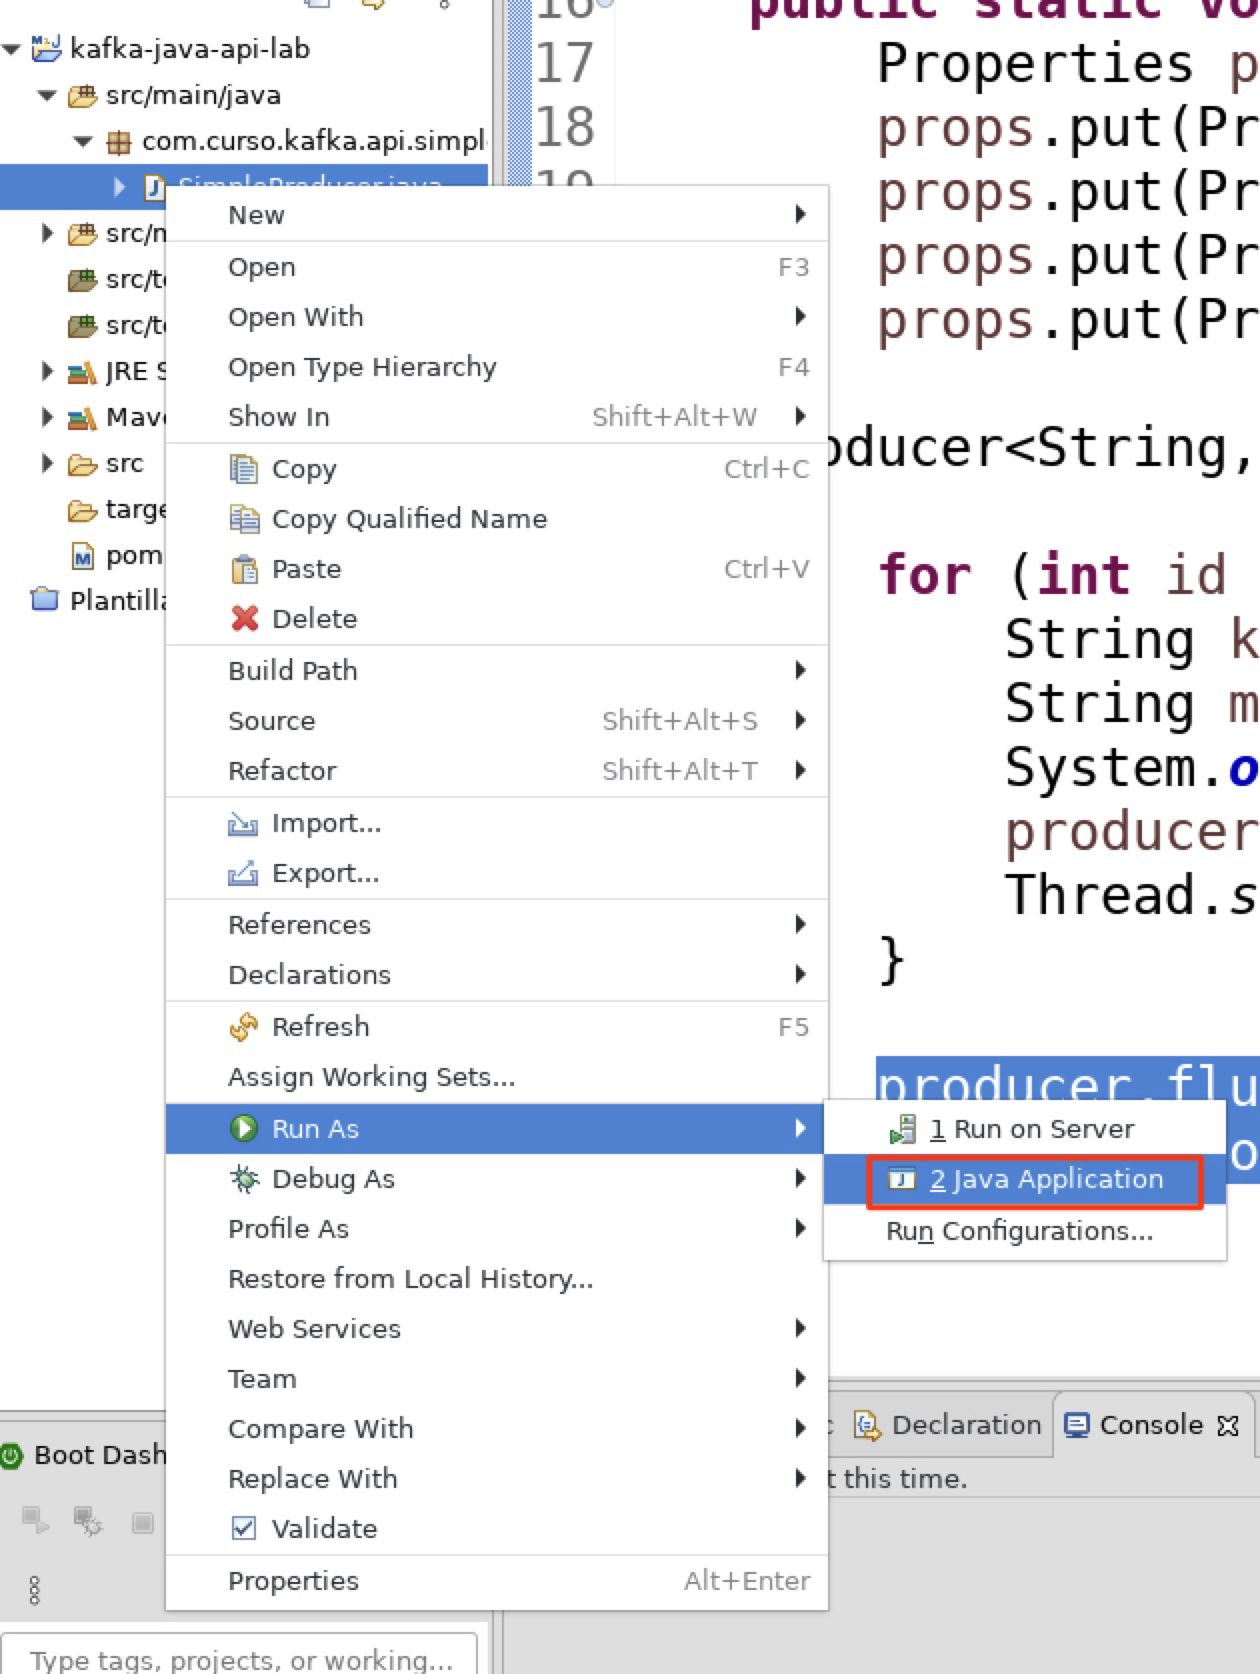 kafka-java-api-lab
src/main/java
com.curso.kafka.api.simpl
SimpleProducer.java
src/m
src/te
src/te
JRE S
Mave
src
targe
pom
Plantilla
New
Open F3
Open With
Open Type Hierarchy F4
Show In Shift+Alt+W
Copy Ctrl+C
Copy Qualified Name
Paste Ctrl+V
Delete
Build Path
Source Shift+Alt+S
Refactor Shift+Alt+T
Import...
Export...
References
Declarations
Refresh F5
Assign Working Sets...
Run As
Debug As
Profile As
Restore from Local History...
Web Services
Team
Compare With
Replace With
Validate
Properties Alt+Enter
1 Run on Server
2 Java Application
Run Configurations...
16 public static vo
17 Properties p
18 props.put(Pr
19 props.put(Pr
props.put(Pr
props.put(Pr
oducer<String,
for (int id
String k
String m
System.o
producer
Thread.s
}
producer.flu
o
Declaration Console
t this time.
Boot Dash
Type tags, projects, or working...